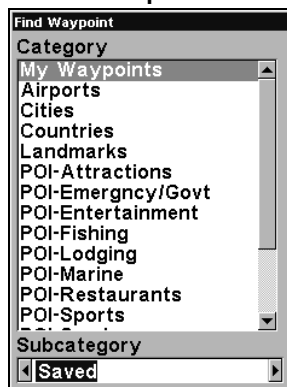 Find Waypoint
Category
My Waypoints
Airports
Cities
Countries
Landmarks
POI-Attractions
POI-Emergncy/Govt
POI-Entertainment
POI-Fishing
POI-Lodging
POI-Marine
POI-Restaurants
POI-Sports
Subcategory
Saved